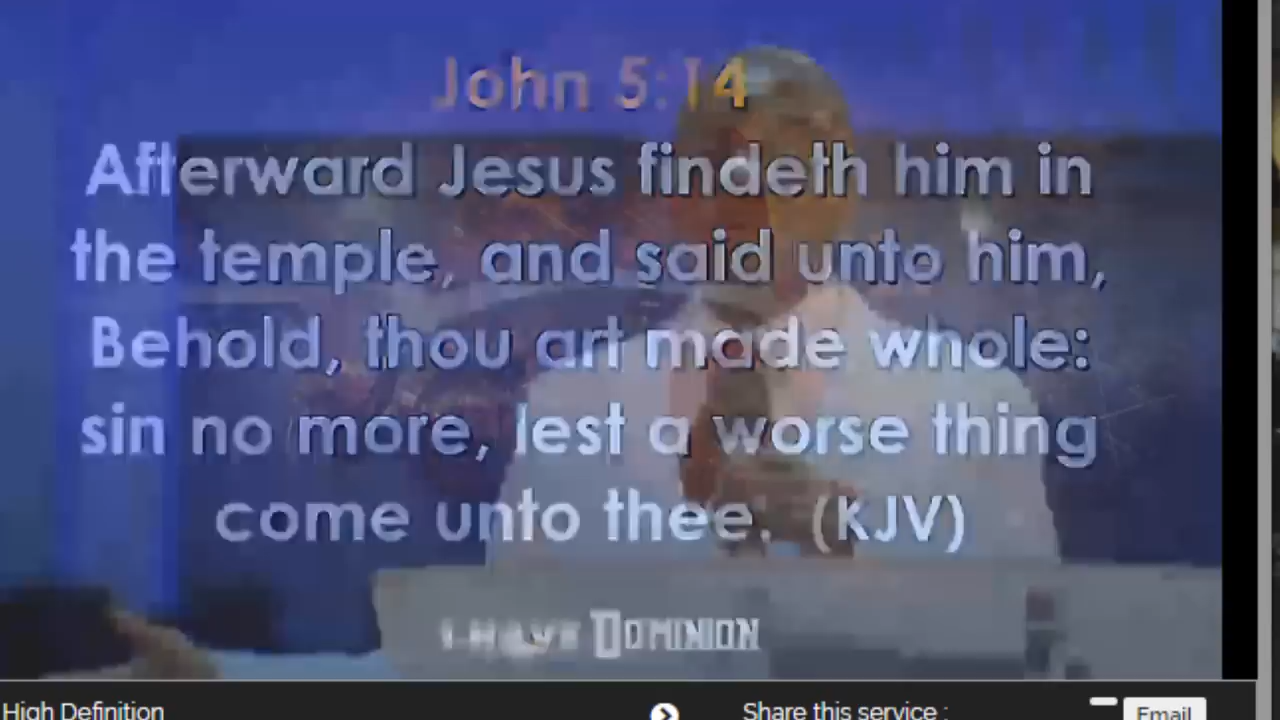 John 5:14
Afterward Jesus findeth him in
the temple, and said unto him,
Behold, thou art made whole:
sin no more, lest a worse thing
come unto thee. (KJV)
I HAVE DOMINION
High Definition
Share this service :
Email